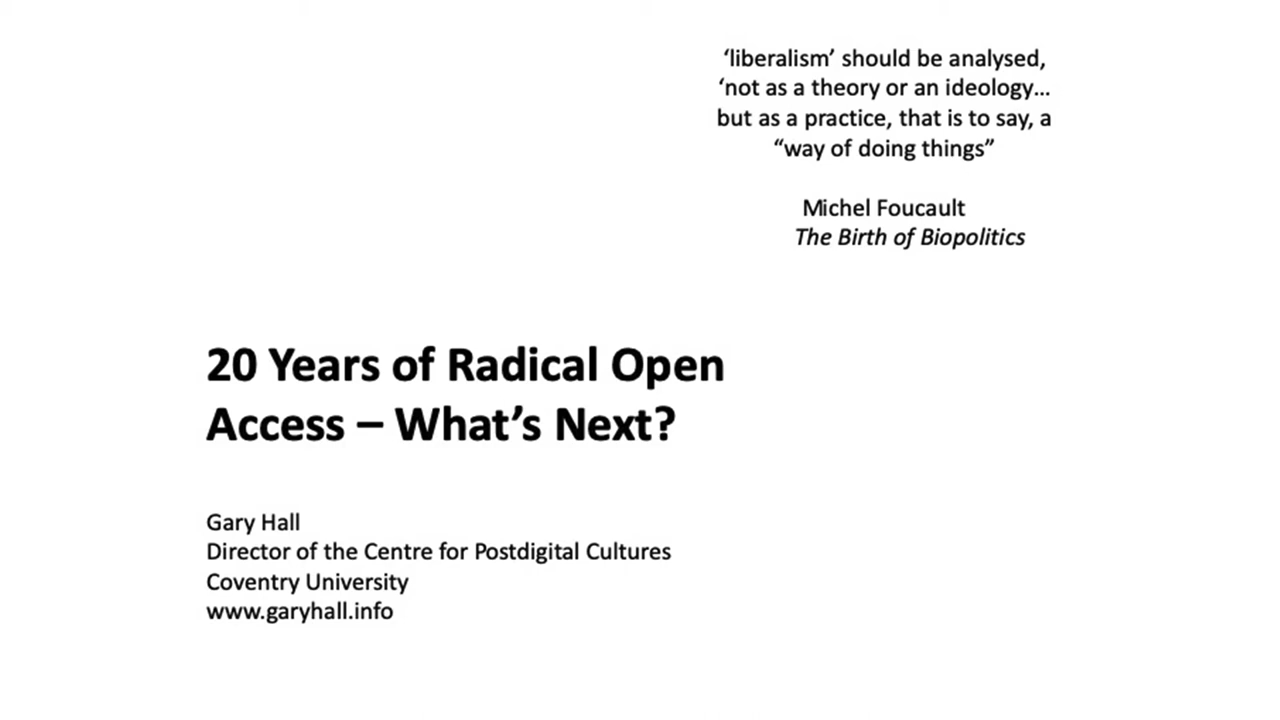 ‘liberalism’ should be analysed,
‘not as a theory or an ideology…
but as a practice, that is to say, a
“way of doing things”
Michel Foucault
The Birth of Biopolitics
20 Years of Radical Open
Access – What’s Next?
Gary Hall
Director of the Centre for Postdigital Cultures
Coventry University
www.garyhall.info